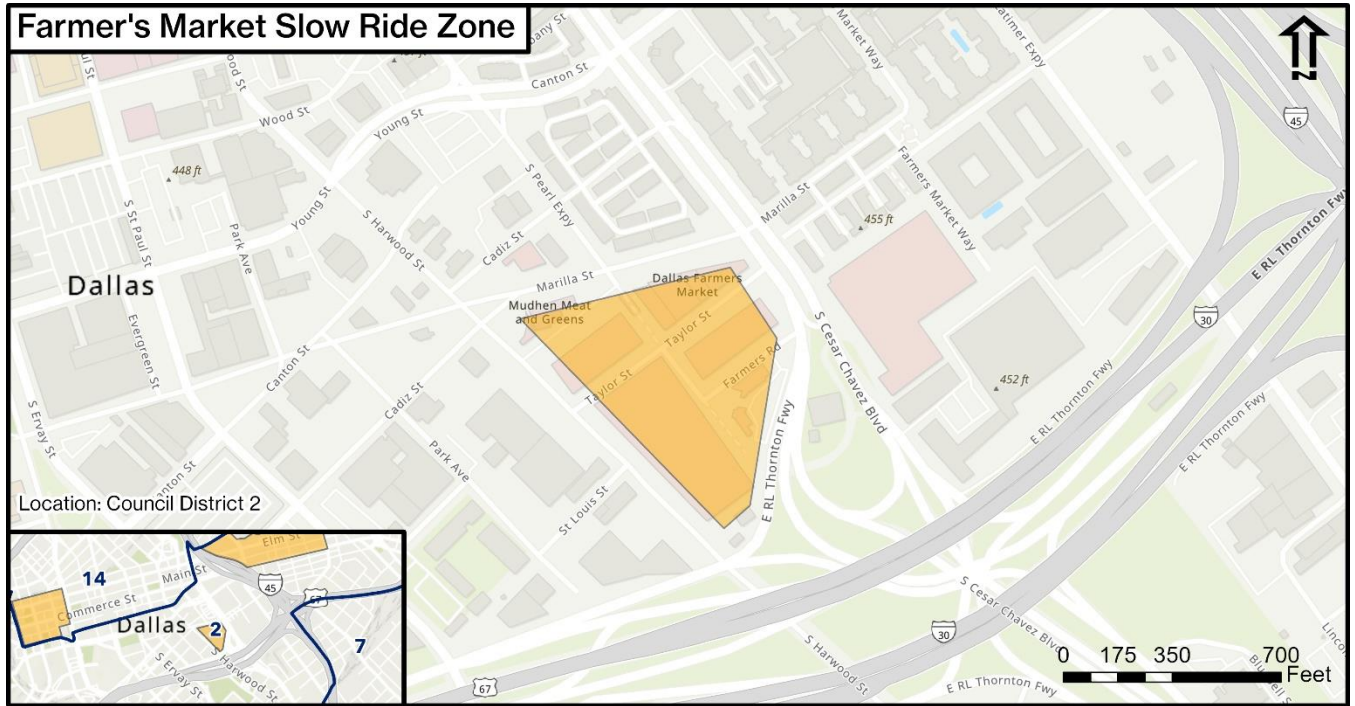 Farmer's Market Slow Ride Zone
N
Wood St
Young St
Canton St
Market Way
45
448 ft
S Pearl Expy
Farmers Market Way
Marilla St
455 ft
E RL Thornton Fwy
S St Paul St
Park Ave
Young St
S Harwood St
Cadiz St
Marilla St
Dallas
Dallas Farmers
Market
Mudhen Meat
and Greens
Taylor St
30
Evergreen St
Canton St
Farmers Rd
S Cesar Chavez Blvd
Taylor St
452 ft
E RL Thornton Fwy
Cadiz St
S Ervay St
Park Ave
E RL Thornton Fwy
E RL Thornton Fwy
Canton St
St Louis St
Location: Council District 2
S Cesar Chavez Blvd
30
S Harwood St
67
E RL Thornton Fwy
0 175 350 700
Feet
Elm St
Main St
14
45
67
Commerce St
Dallas
2
7
S Ervay St
S Harwood St